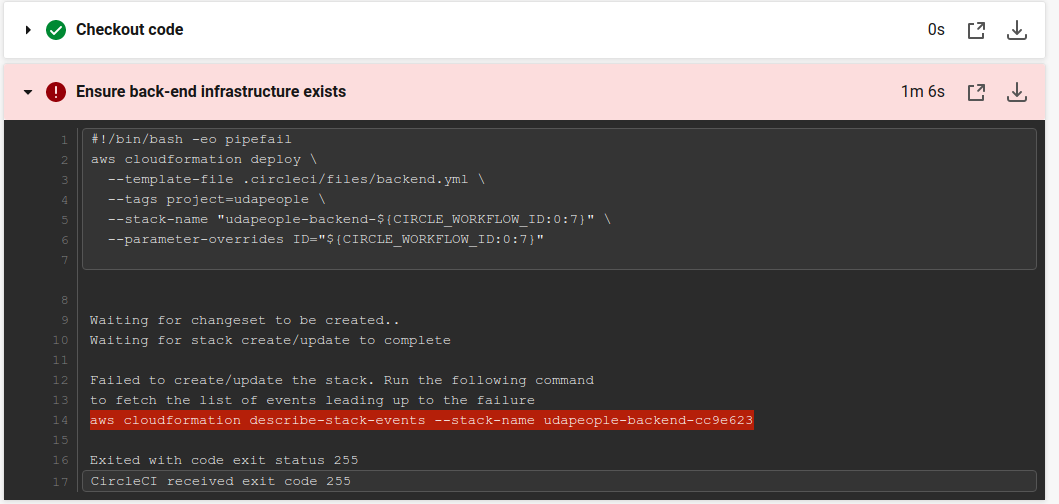 Checkout code 0s
Ensure back-end infrastructure exists 1m 6s
1 #!/bin/bash -eo pipefail
2 aws cloudformation deploy \
3   --template-file .circleci/files/backend.yml \
4   --tags project=udapeople \
5   --stack-name "udapeople-backend-${CIRCLE_WORKFLOW_ID:0:7}" \
6   --parameter-overrides ID="${CIRCLE_WORKFLOW_ID:0:7}"
7
8
9 Waiting for changeset to be created..
10 Waiting for stack create/update to complete
11
12 Failed to create/update the stack. Run the following command
13 to fetch the list of events leading up to the failure
14 aws cloudformation describe-stack-events --stack-name udapeople-backend-cc9e623
15
16 Exited with code exit status 255
17 CircleCI received exit code 255